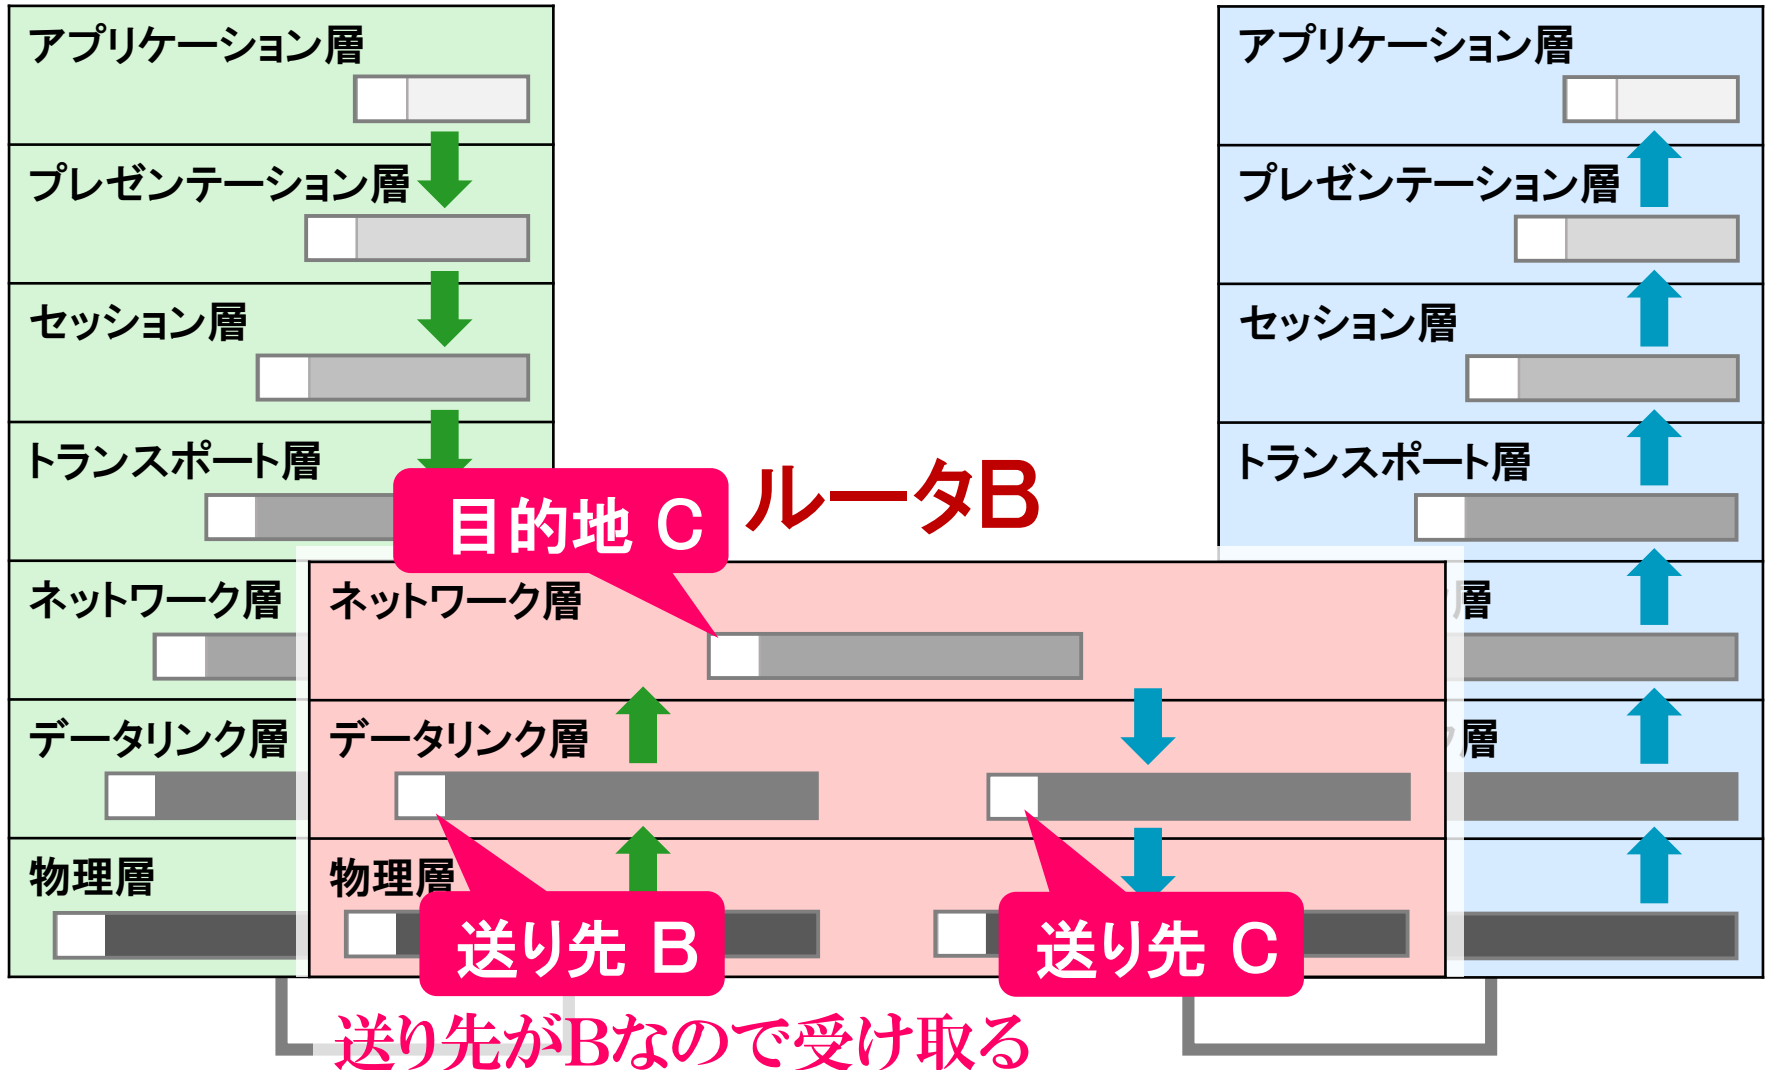 アプリケーション層
プレゼンテーション層
セッション層
トランスポート層
ネットワーク層
データリンク層
物理層
ルータB
目的地 C
ネットワーク層
データリンク層
物理層
送り先 B
送り先 C
送り先がBなので受け取る
アプリケーション層
プレゼンテーション層
セッション層
トランスポート層
層
層